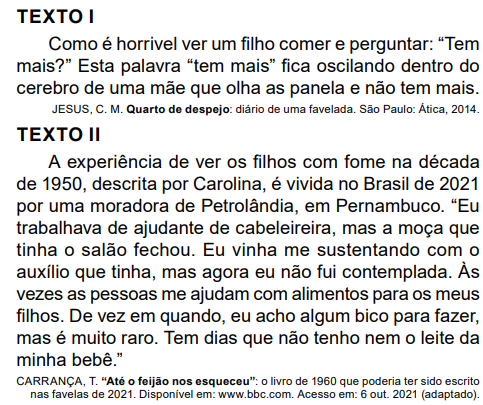 TEXTO I
Como é horrivel ver um filho comer e perguntar: “Tem
mais?” Esta palavra “tem mais” fica oscilando dentro do
cerebro de uma mãe que olha as panela e não tem mais.
JESUS, C. M. Quarto de despejo: diário de uma favelada. São Paulo: Ática, 2014.
TEXTO II
A experiência de ver os filhos com fome na década
de 1950, descrita por Carolina, é vivida no Brasil de 2021
por uma moradora de Petrolândia, em Pernambuco. “Eu
trabalhava de ajudante de cabeleireira, mas a moça que
tinha o salão fechou. Eu vinha me sustentando com o
auxílio que tinha, mas agora eu não fui contemplada. Às
vezes as pessoas me ajudam com alimentos para os meus
filhos. De vez em quando, eu acho algum bico para fazer,
mas é muito raro. Tem dias que não tenho nem o leite da
minha bebê.”
CARRANÇA, T. “Até o feijão nos esqueceu”: o livro de 1960 que poderia ter sido escrito
nas favelas de 2021. Disponível em: www.bbc.com. Acesso em: 6 out. 2021 (adaptado).